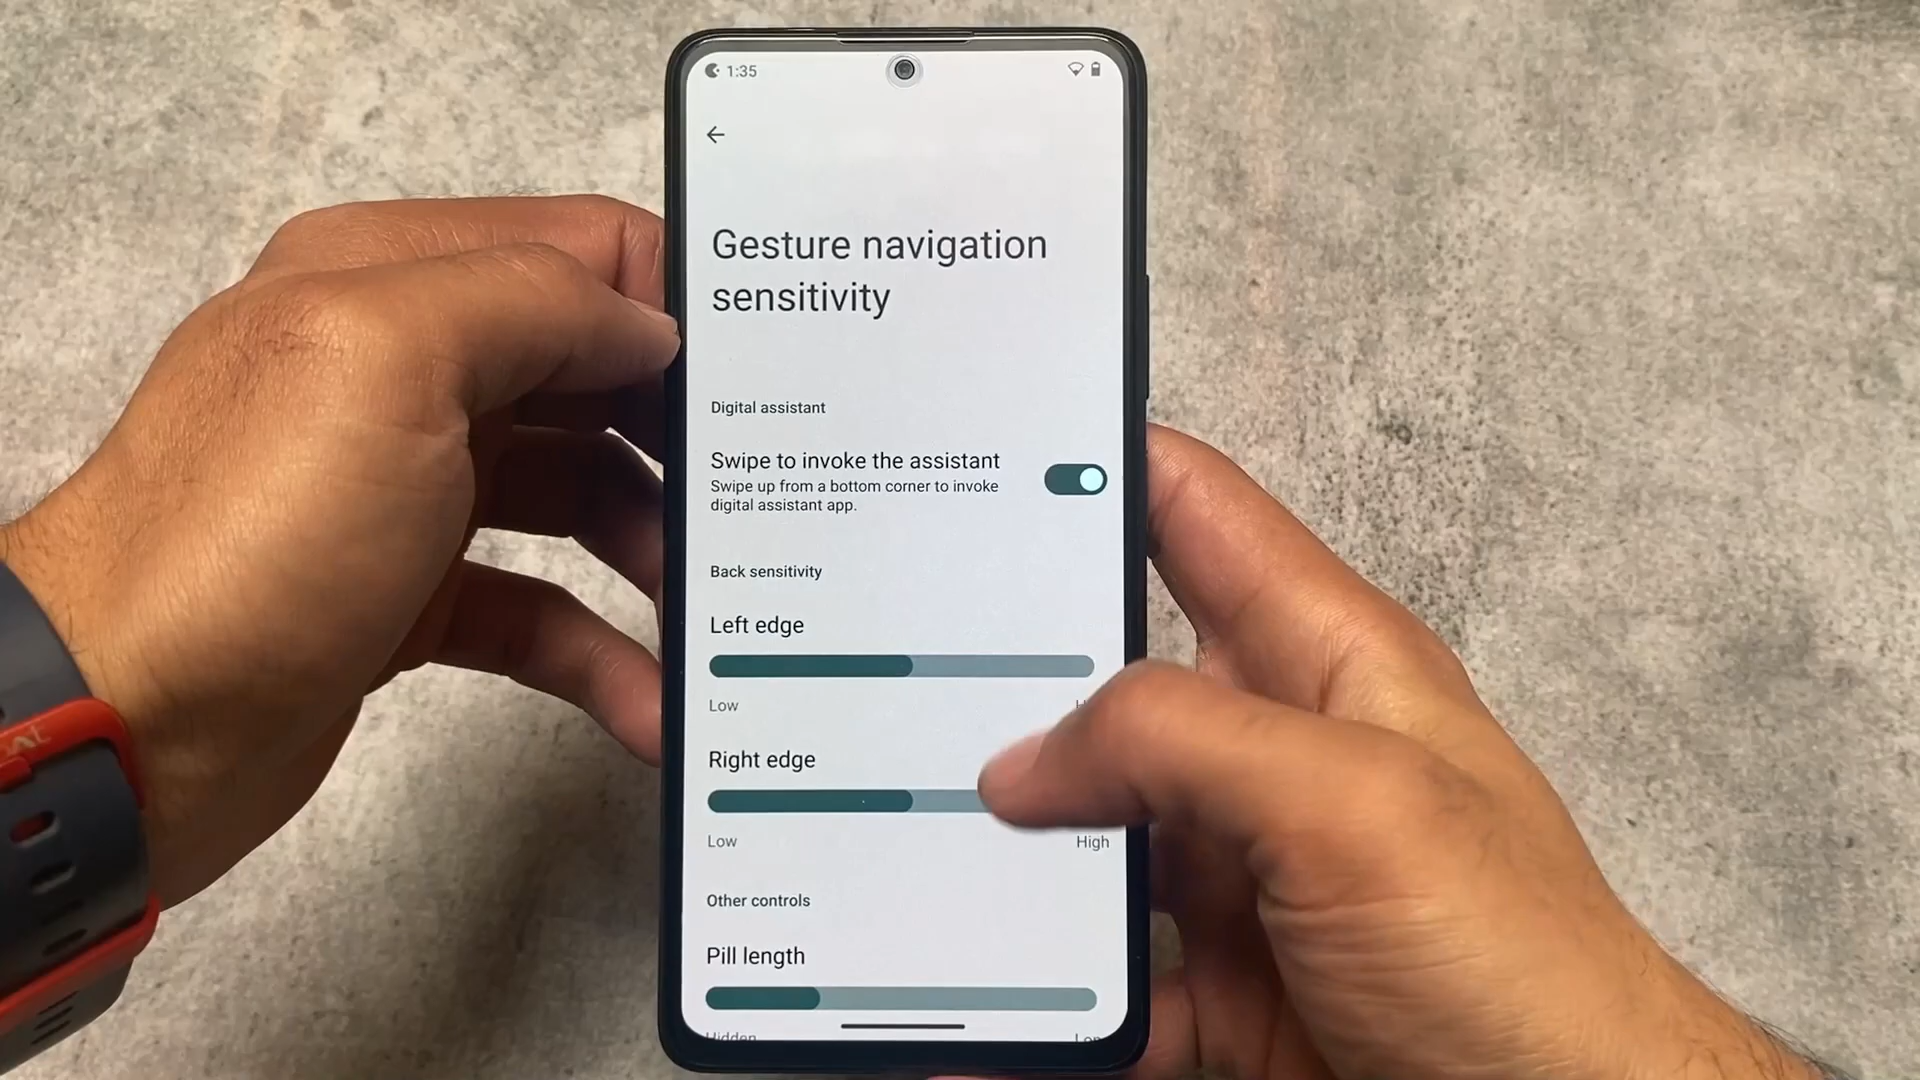 1:35
Gesture navigation
sensitivity
Digital assistant
Swipe to invoke the assistant
Swipe up from a bottom corner to invoke
digital assistant app.
Back sensitivity
Left edge
Low
Right edge
Low High
Other controls
Pill length
Hidden